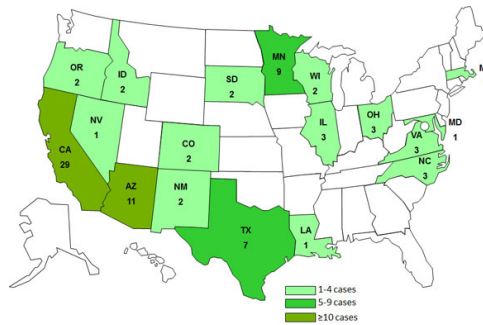 MN
9
OR
2
ID
2
SD
2
WI
2
M
NV
1
IL
3
OH
3
MD
1
CA
29
CO
2
VA
3
NC
3
AZ
11
NM
2
TX
7
LA
1
1-4 cases
5-9 cases
≥10 cases